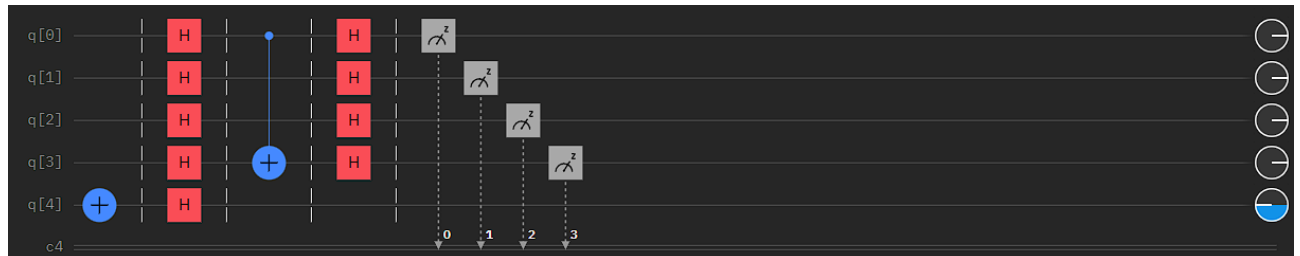 q[0] H H z
q[1] H H z
q[2] H H z
q[3] H + H z
q[4] + H
c4 0 1 2 3